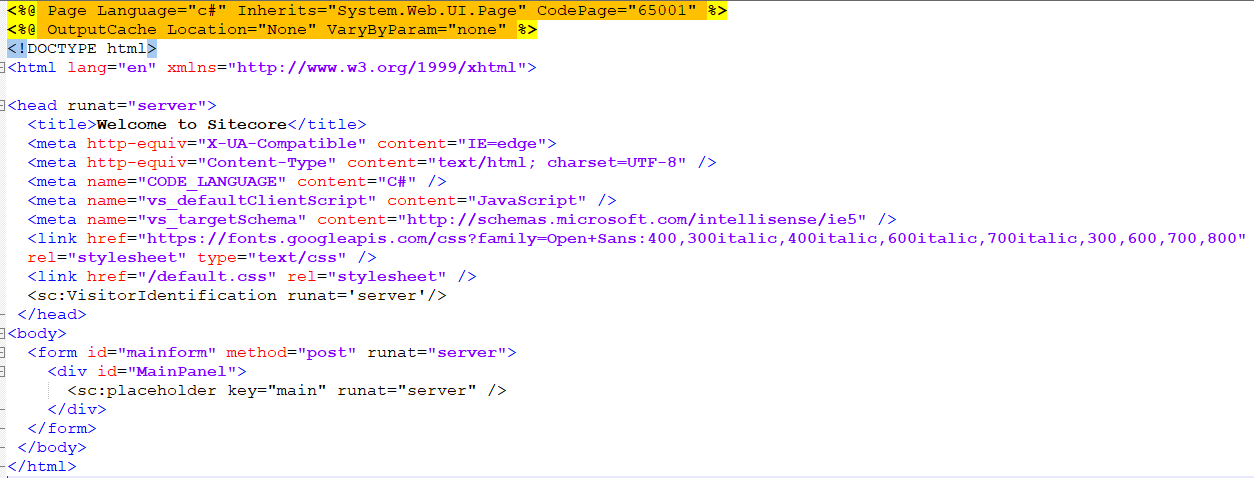 <%@ Page Language="c#" Inherits="System.Web.UI.Page" CodePage="65001" %>
<%@ OutputCache Location="None" VaryByParam="none" %>
<!DOCTYPE html>
<html lang="en" xmlns="http://www.w3.org/1999/xhtml">
<head runat="server">
<title>Welcome to Sitecore</title>
<meta http-equiv="X-UA-Compatible" content="IE=edge">
<meta http-equiv="Content-Type" content="text/html; charset=UTF-8" />
<meta name="CODE_LANGUAGE" content="C#" />
<meta name="vs_defaultClientScript" content="JavaScript" />
<meta name="vs_targetSchema" content="http://schemas.microsoft.com/intellisense/ie5" />
<link href="https://fonts.googleapis.com/css?family=Open+Sans:400,300italic,400italic,600italic,700italic,300,600,700,800"
rel="stylesheet" type="text/css" />
<link href="/default.css" rel="stylesheet" />
<sc:VisitorIdentification runat='server'/>
</head>
<body>
<form id="mainform" method="post" runat="server">
<div id="MainPanel">
<sc:placeholder key="main" runat="server" />
</div>
</form>
</body>
</html>